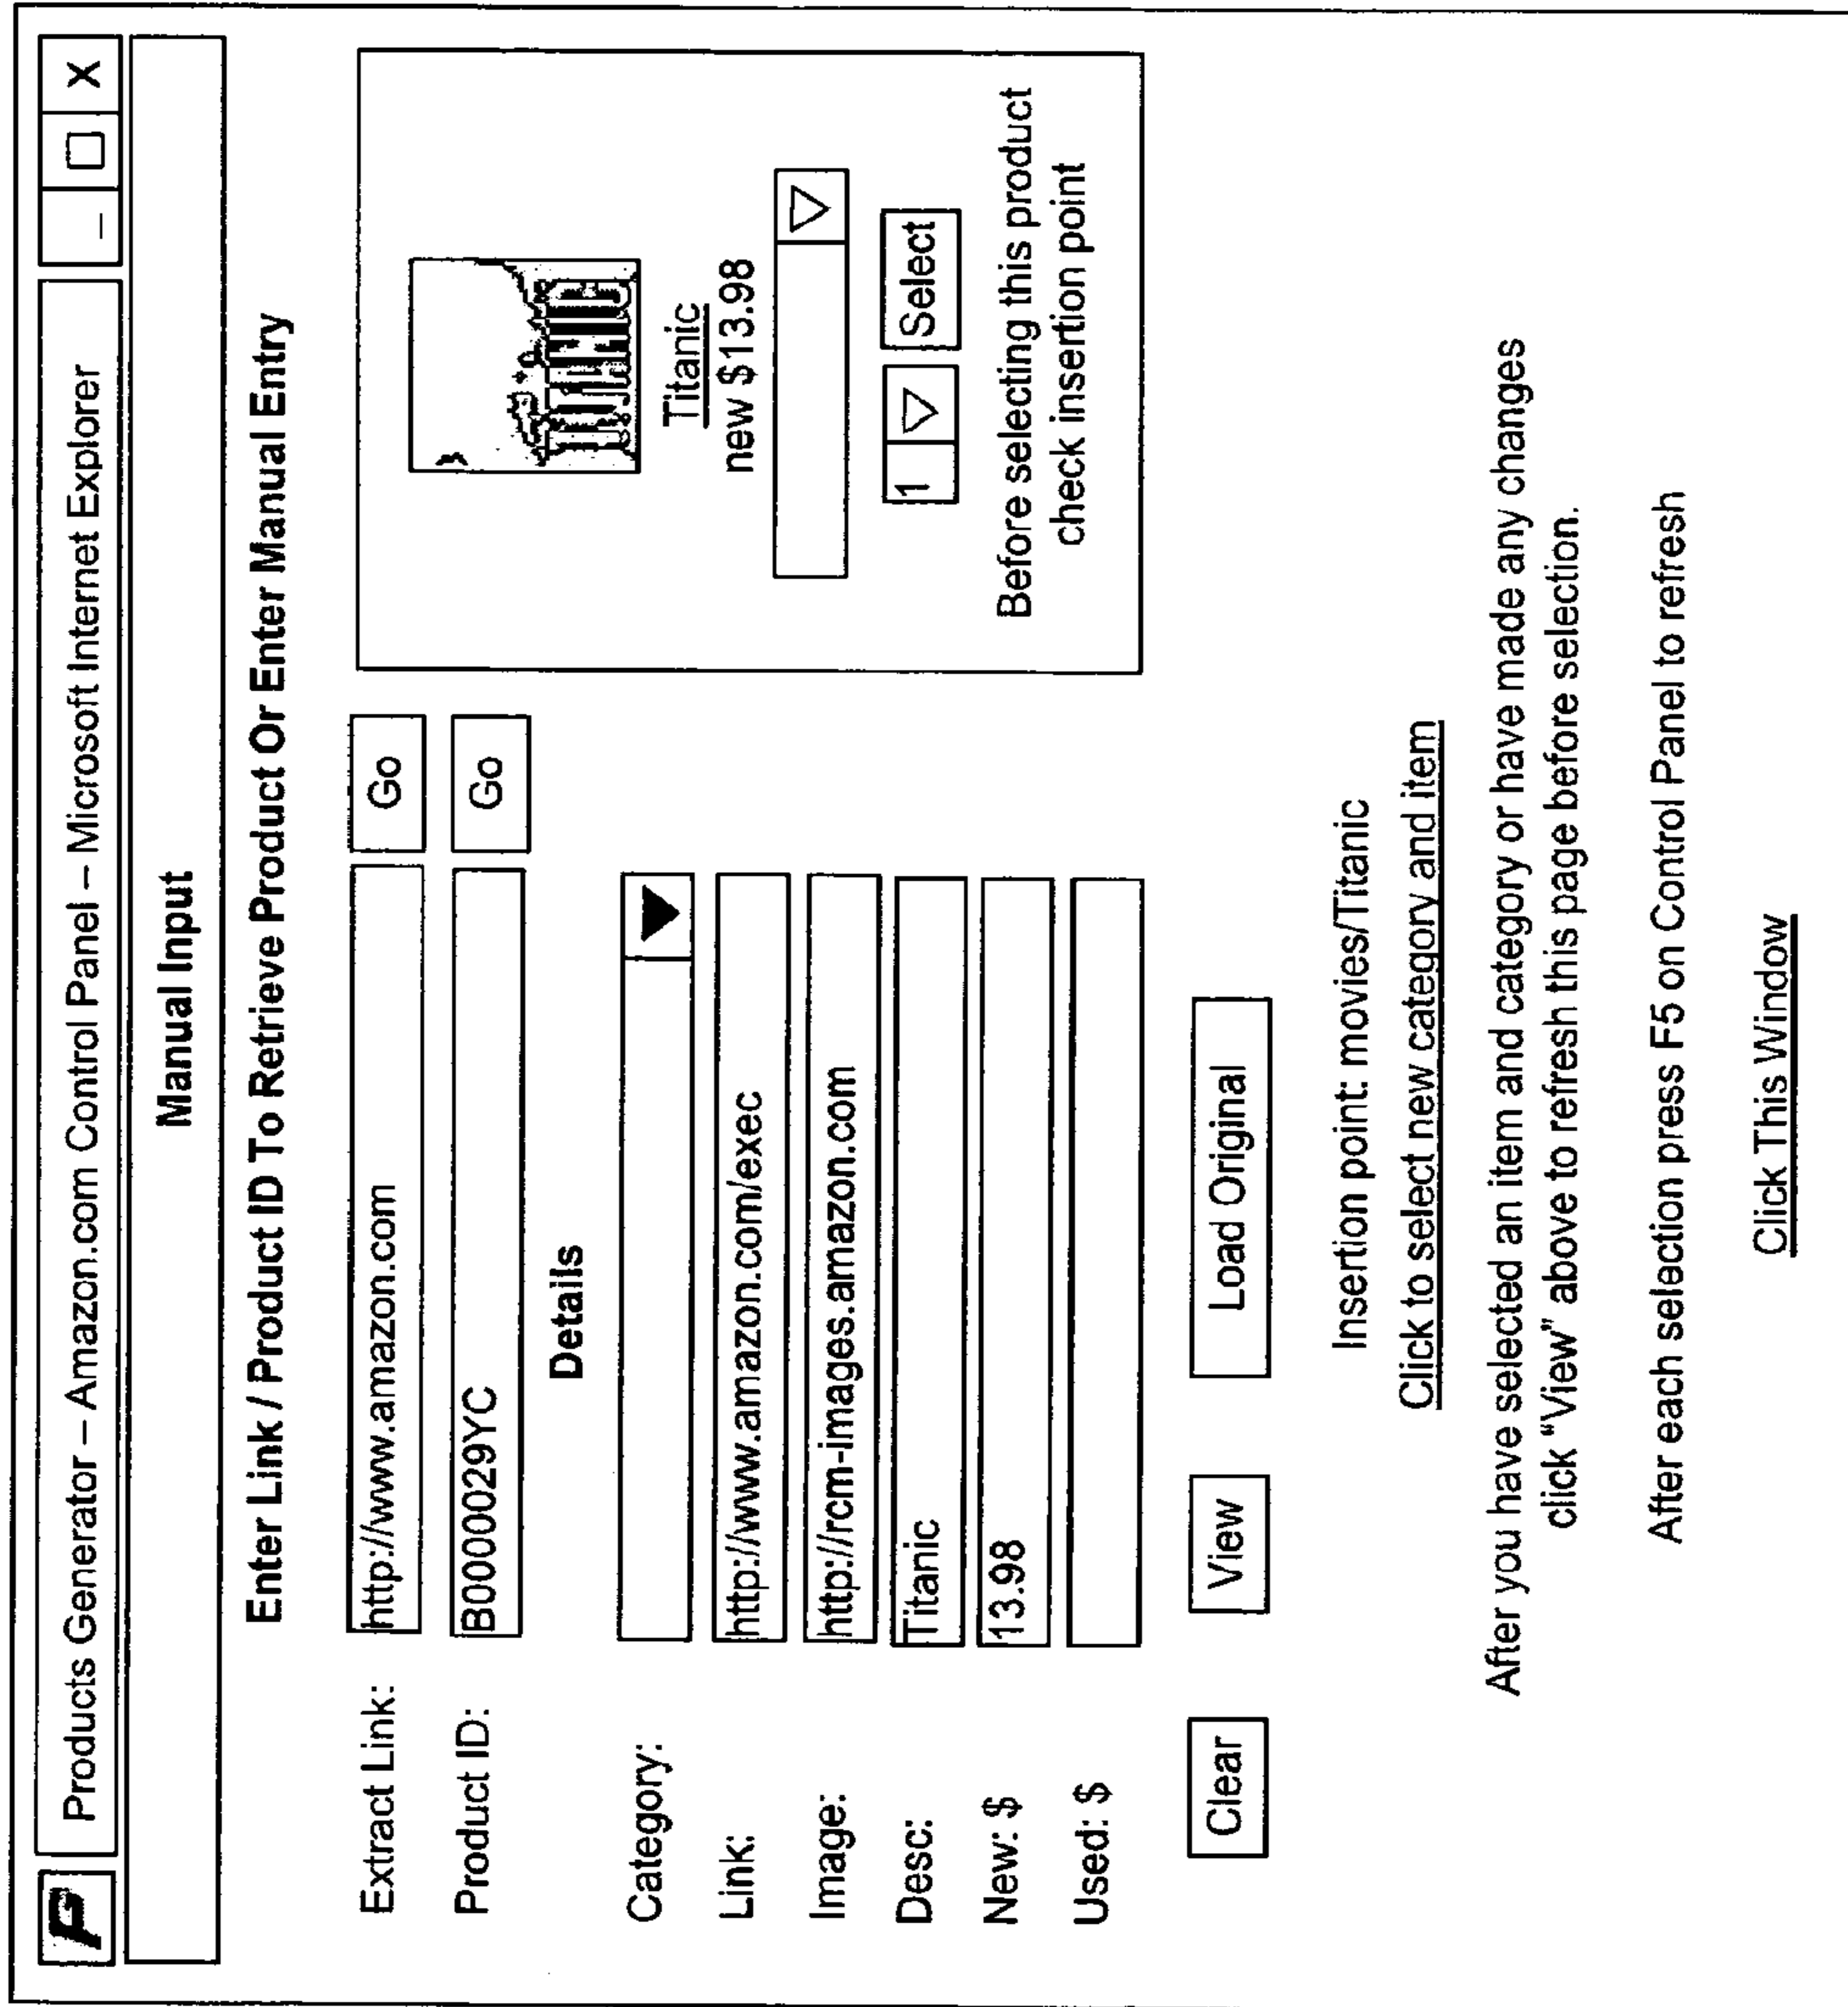 Products Generator – Amazon.com Control Panel – Microsoft Internet Explorer
_ X
Manual Input
Enter Link / Product ID To Retrieve Product Or Enter Manual Entry
Extract Link: http://www.amazon.com Go
Product ID: B000029YC Go
Details
Category:
Link: http://www.amazon.com/exec
Image: http://rcm-images.amazon.com
Desc: Titanic
New: $ 13.98
Used: $
Clear View Load Original
TITANIC
Titanic
new $13.98
1 Select
Before selecting this product
check insertion point
Insertion point: movies/Titanic
Click to select new category and item
After you have selected an item and category or have made any changes
click “View” above to refresh this page before selection.
After each selection press F5 on Control Panel to refresh
Click This Window